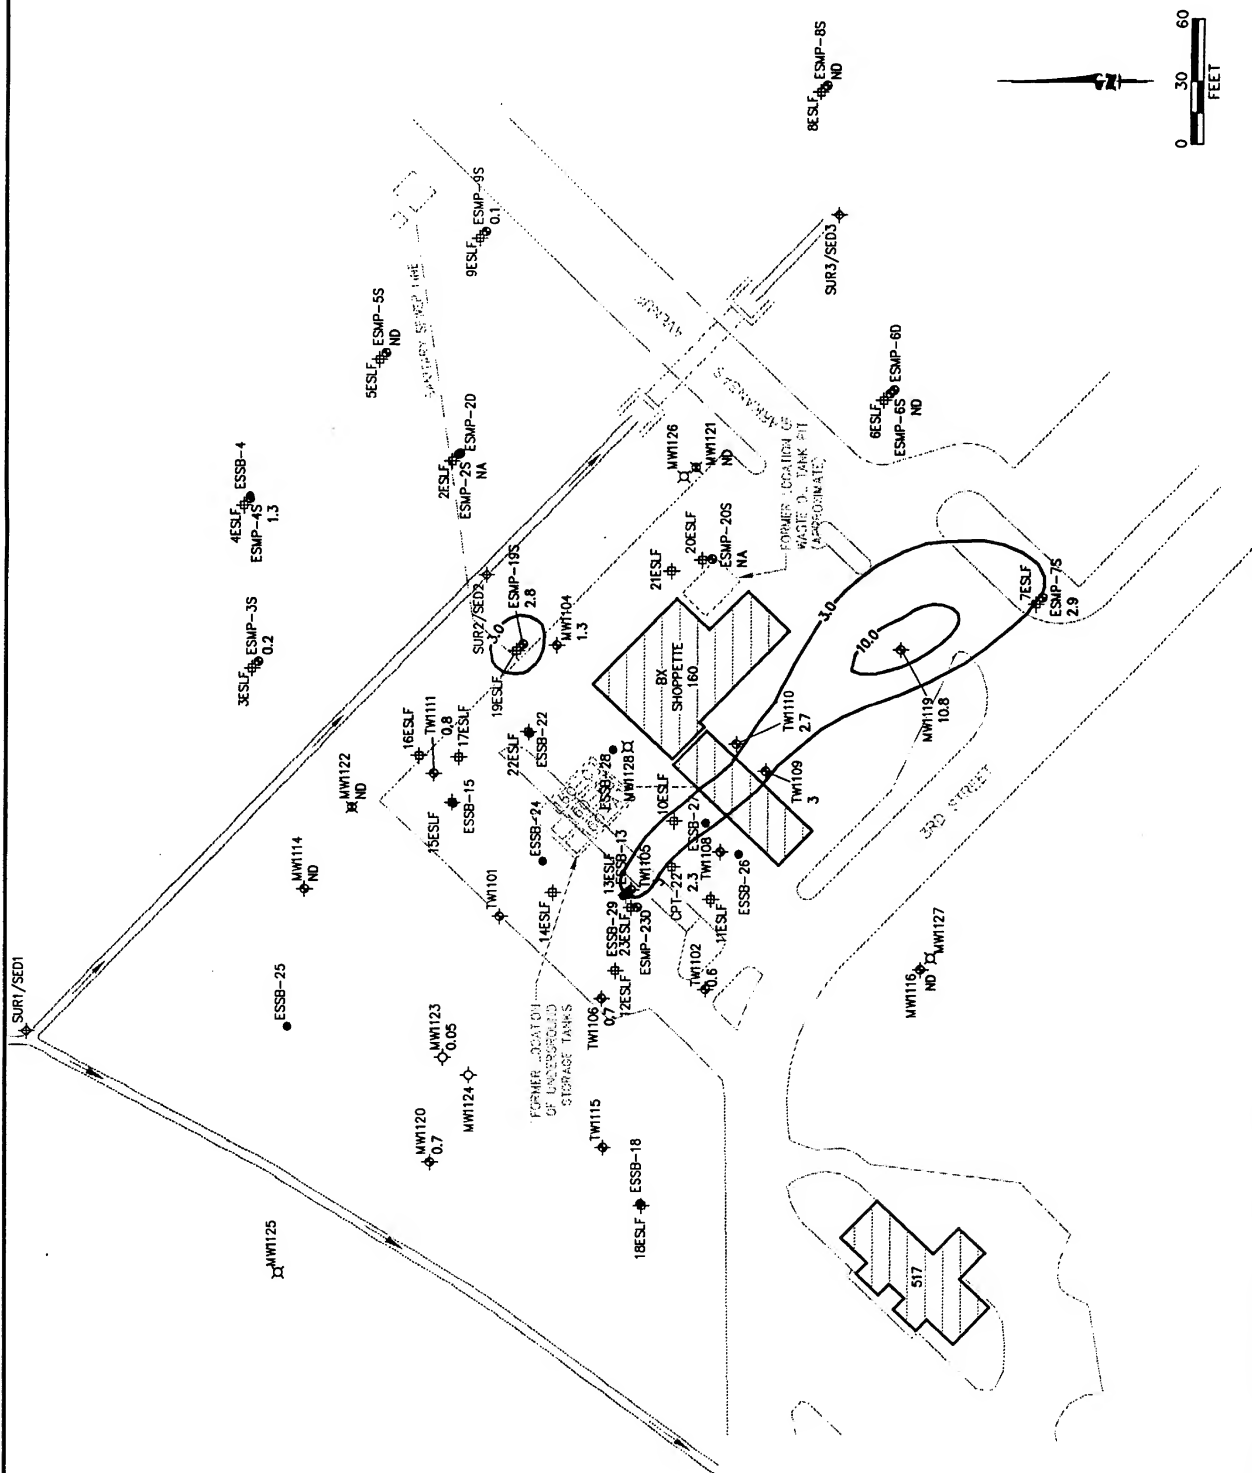 SUR1/SED1
MW1125
ESSB-25
MW1114
ND
MW1122
ND
MW1120
0.7
MW1123
0.05
MW1124
TW1101
TW1115
18ESLF
ESSB-18
3ESLF
ESMP-3S
0.2
4ESLF
ESSB-4
ESMP-4S
1.3
5ESLF
ESMP-5S
ND
SANITARY SEWER LINE
9ESLF
ESMP-9S
0.1
8ESLF
ESMP-8S
ND
2ESLF
ESMP-2D
ESMP-2S
NA
16ESLF
TW1111
0.8
17ESLF
15ESLF
ESSB-15
SUR2/SED2
3.0
ESMP-19S
2.8
19ESLF
MW1104
1.3
22ESLF
ESSB-22
ESSB-24
14ESLF
ESSB-28
MW1128
FORMER LOCATION
OF UNDERGROUND
STORAGE TANKS
TW1106
0.7
12ESLF
ESSB-29
23ESLF
ESMP-23D
13ESLF
ESSB-13
TW1105
10ESLF
ESSB-27
CPT-22
2.3
TW1108
11ESLF
ESSB-26
TW1102
0.6
BX
SHOPPETTE
160
21ESLF
20ESLF
ESMP-20S
NA
MW1126
MW1121
ND
FORMER LOCATION OF
WASTE OIL TANK PIT
(APPROXIMATE)
ARKANSAS
AVENUE
SUR3/SED3
6ESLF
ESMP-6D
ESMP-6S
ND
TW1110
2.7
TW1109
3
3.0
10.0
MW1119
10.8
7ESLF
ESMP-7S
2.9
3RD STREET
MW1116
ND
MW1127
517
0 30 60
FEET